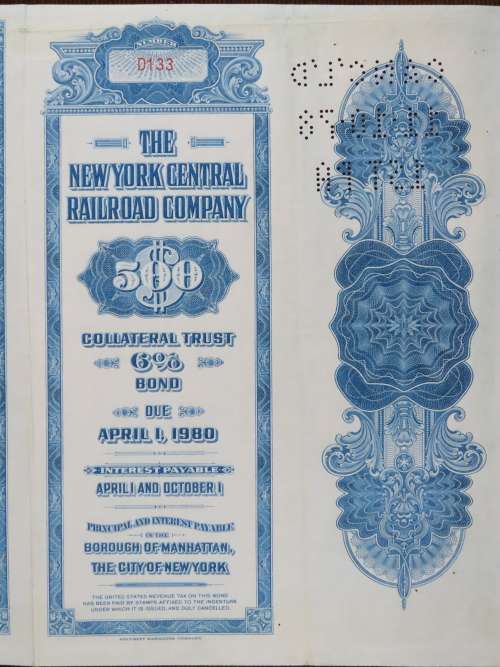 NUMBER
0133
THE
NEW YORK CENTRAL
RAILROAD COMPANY
$500
COLLATERAL TRUST
6%
BOND
DUE
APRIL 1, 1980
INTEREST PAYABLE
APRIL 1 AND OCTOBER 1
PRINCIPAL AND INTEREST PAYABLE
IN THE
BOROUGH OF MANHATTAN,
THE CITY OF NEW YORK
THE UNITED STATES REVENUE TAX ON THIS BOND
HAS BEEN PAID BY STAMPS AFFIXED TO THE INDENTURE
UNDER WHICH IT IS ISSUED, AND DULY CANCELLED.